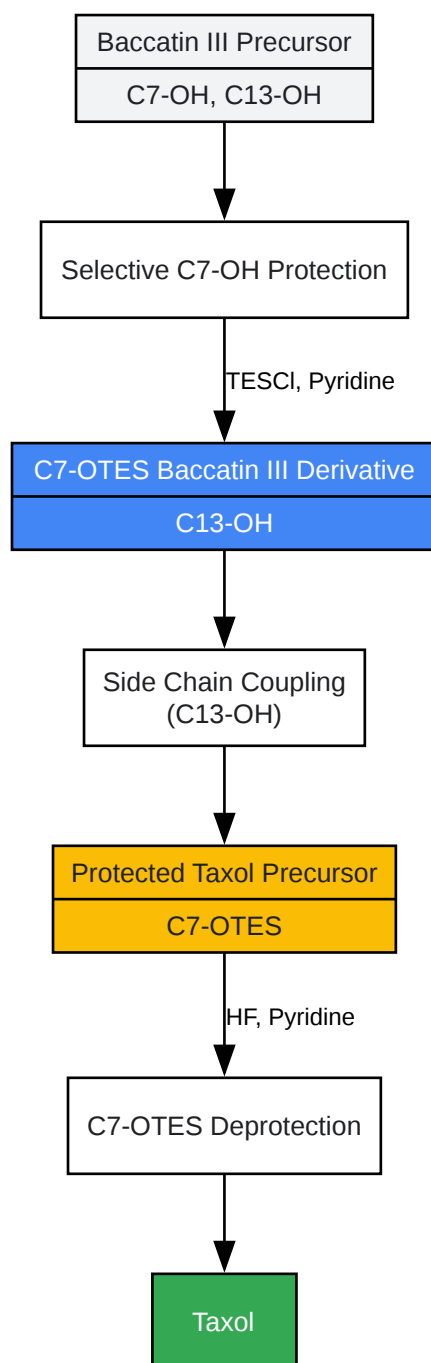 Baccatin III Precursor
C7-OH, C13-OH
Selective C7-OH Protection
TESCl, Pyridine
C7-OTES Baccatin III Derivative
C13-OH
Side Chain Coupling
(C13-OH)
Protected Taxol Precursor
C7-OTES
HF, Pyridine
C7-OTES Deprotection
Taxol